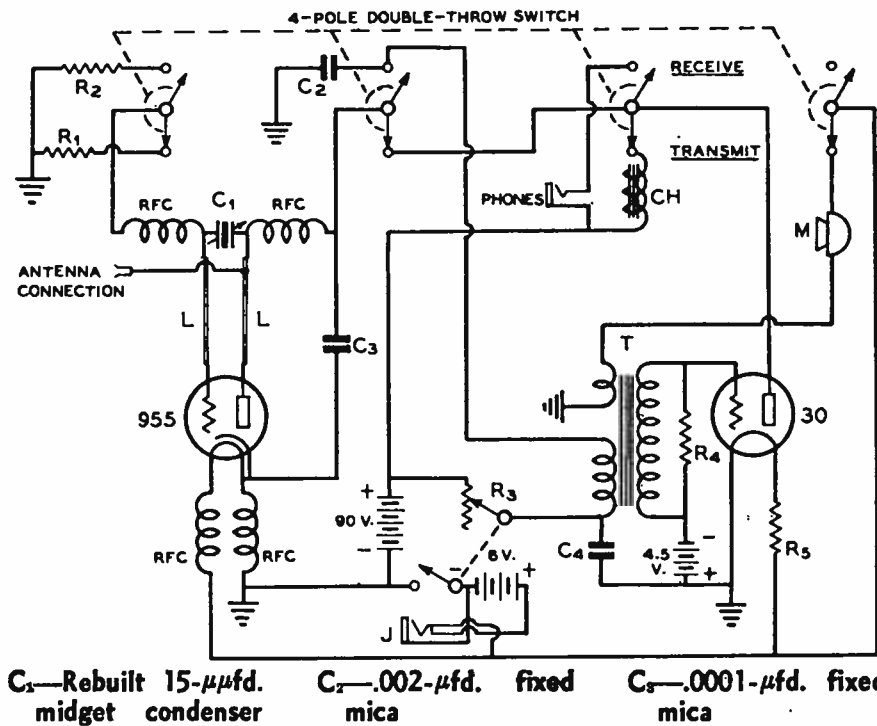 4-POLE DOUBLE-THROW SWITCH
R2
C2
RECEIVE
R1
TRANSMIT
RFC
C1
RFC
PHONES
CH
M
ANTENNA
CONNECTION
L
L
C3
T
955
30
R4
R3
+
90 V.
-
RFC
RFC
-
6 V.
+
C4
4.5
V.
-
+
R5
J
C1—Rebuilt 15-μμfd. midget condenser
C2—.002-μfd. fixed mica
C3—.0001-μfd. fixed mica